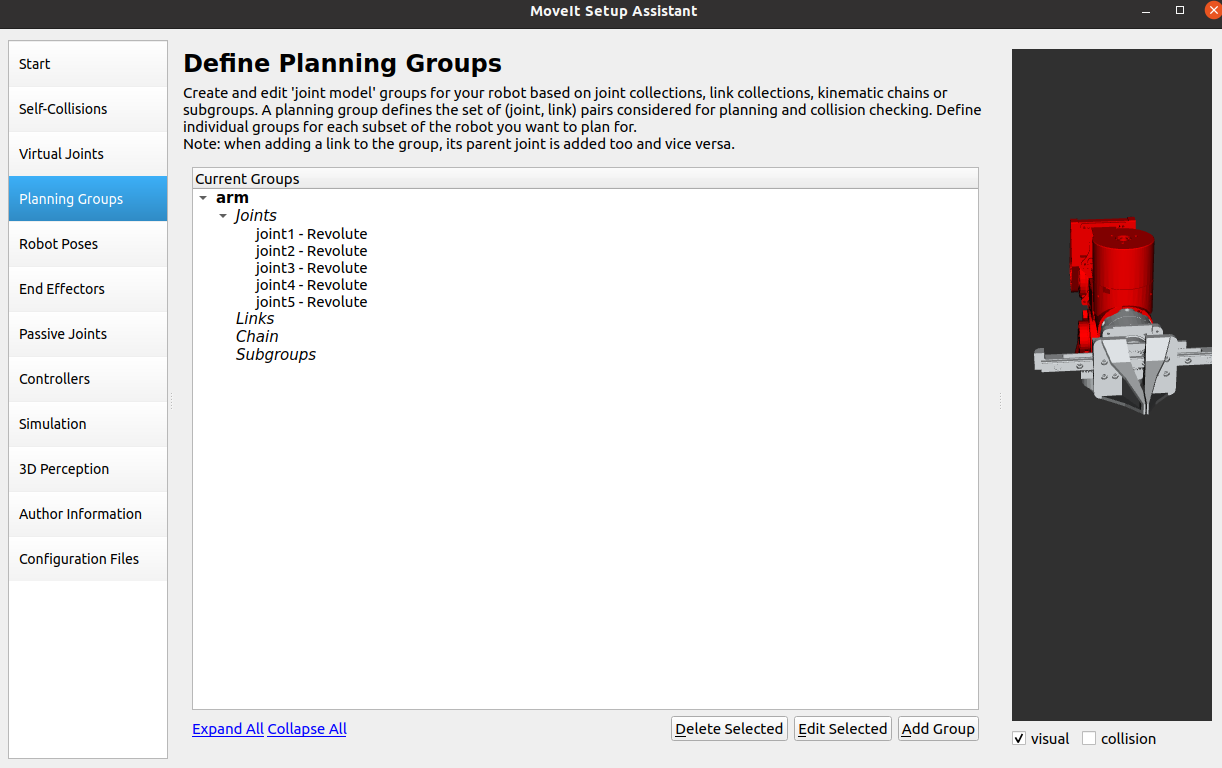 MoveIt Setup Assistant
Start
Self-Collisions
Virtual Joints
Planning Groups
Robot Poses
End Effectors
Passive Joints
Controllers
Simulation
3D Perception
Author Information
Configuration Files
Define Planning Groups
Create and edit 'joint model' groups for your robot based on joint collections, link collections, kinematic chains or
subgroups. A planning group defines the set of (joint, link) pairs considered for planning and collision checking. Define
individual groups for each subset of the robot you want to plan for.
Note: when adding a link to the group, its parent joint is added too and vice versa.
Current Groups
arm
Joints
joint1 - Revolute
joint2 - Revolute
joint3 - Revolute
joint4 - Revolute
joint5 - Revolute
Links
Chain
Subgroups
Expand All Collapse All
Delete Selected
Edit Selected
Add Group
visual
collision